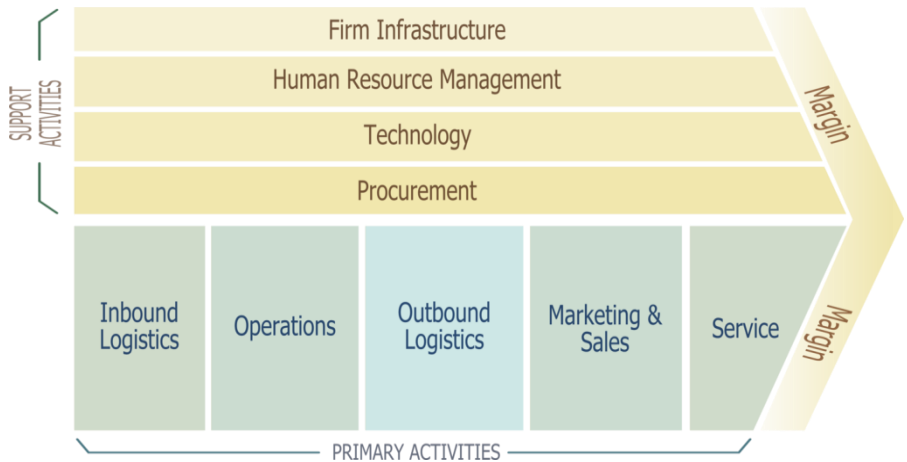 SUPPORT
ACTIVITIES
Firm Infrastructure
Human Resource Management
Technology
Procurement
Margin
Inbound
Logistics
Operations
Outbound
Logistics
Marketing &
Sales
Service
Margin
PRIMARY ACTIVITIES